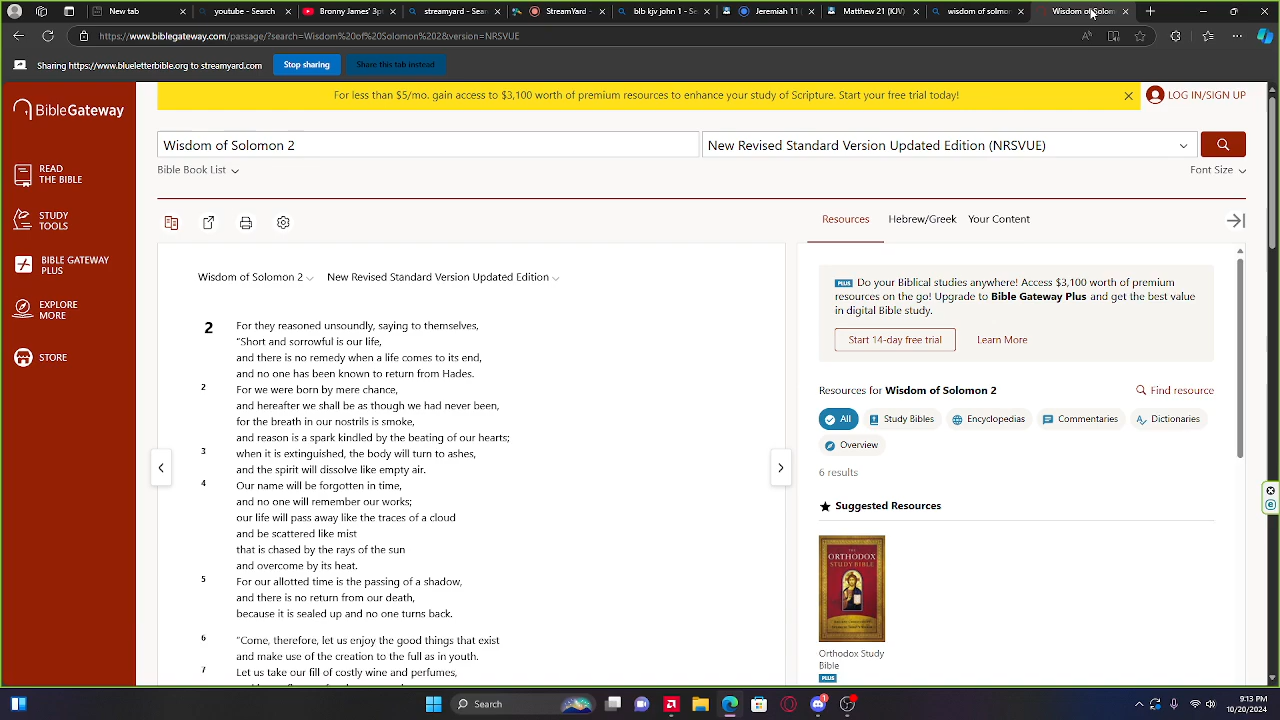 New tab
youtube - Search
Bronny James' 3pt
streamyard - Sear
StreamYard -
blb kjv john 1 - Se
Jeremiah 11
Matthew 21 (KJV)
wisdom of solomon
Wisdom of Solom
https://www.biblegateway.com/passage/?search=Wisdom%20of%20Solomon%202&version=NRSVUE
Sharing https://www.blueletterbible.org to streamyard.com
Stop sharing
Share this tab instead
BibleGateway
For less than $5/mo. gain access to $3,100 worth of premium resources to enhance your study of Scripture. Start your free trial today!
LOG IN/SIGN UP
Wisdom of Solomon 2
New Revised Standard Version Updated Edition (NRSVUE)
Bible Book List
Font Size
READ
THE BIBLE
STUDY
TOOLS
BIBLE GATEWAY
PLUS
EXPLORE
MORE
STORE
Wisdom of Solomon 2
New Revised Standard Version Updated Edition
2 For they reasoned unsoundly, saying to themselves,
"Short and sorrowful is our life,
and there is no remedy when a life comes to its end,
and no one has been known to return from Hades.
2 For we were born by mere chance,
and hereafter we shall be as though we had never been,
for the breath in our nostrils is smoke,
and reason is a spark kindled by the beating of our hearts;
3 when it is extinguished, the body will turn to ashes,
and the spirit will dissolve like empty air.
4 Our name will be forgotten in time,
and no one will remember our works;
our life will pass away like the traces of a cloud
and be scattered like mist
that is chased by the rays of the sun
and overcome by its heat.
5 For our allotted time is the passing of a shadow,
and there is no return from our death,
because it is sealed up and no one turns back.
6 "Come, therefore, let us enjoy the good things that exist
and make use of the creation to the full as in youth.
7 Let us take our fill of costly wine and perfumes,
Resources
Hebrew/Greek
Your Content
PLUS Do your Biblical studies anywhere! Access $3,100 worth of premium
resources on the go! Upgrade to Bible Gateway Plus and get the best value
in digital Bible study.
Start 14-day free trial
Learn More
Resources for Wisdom of Solomon 2
Find resource
All
Study Bibles
Encyclopedias
Commentaries
Dictionaries
Overview
6 results
Suggested Resources
THE
ORTHODOX
STUDY BIBLE
Orthodox Study
Bible
PLUS
Search
9:13 PM
10/20/2024